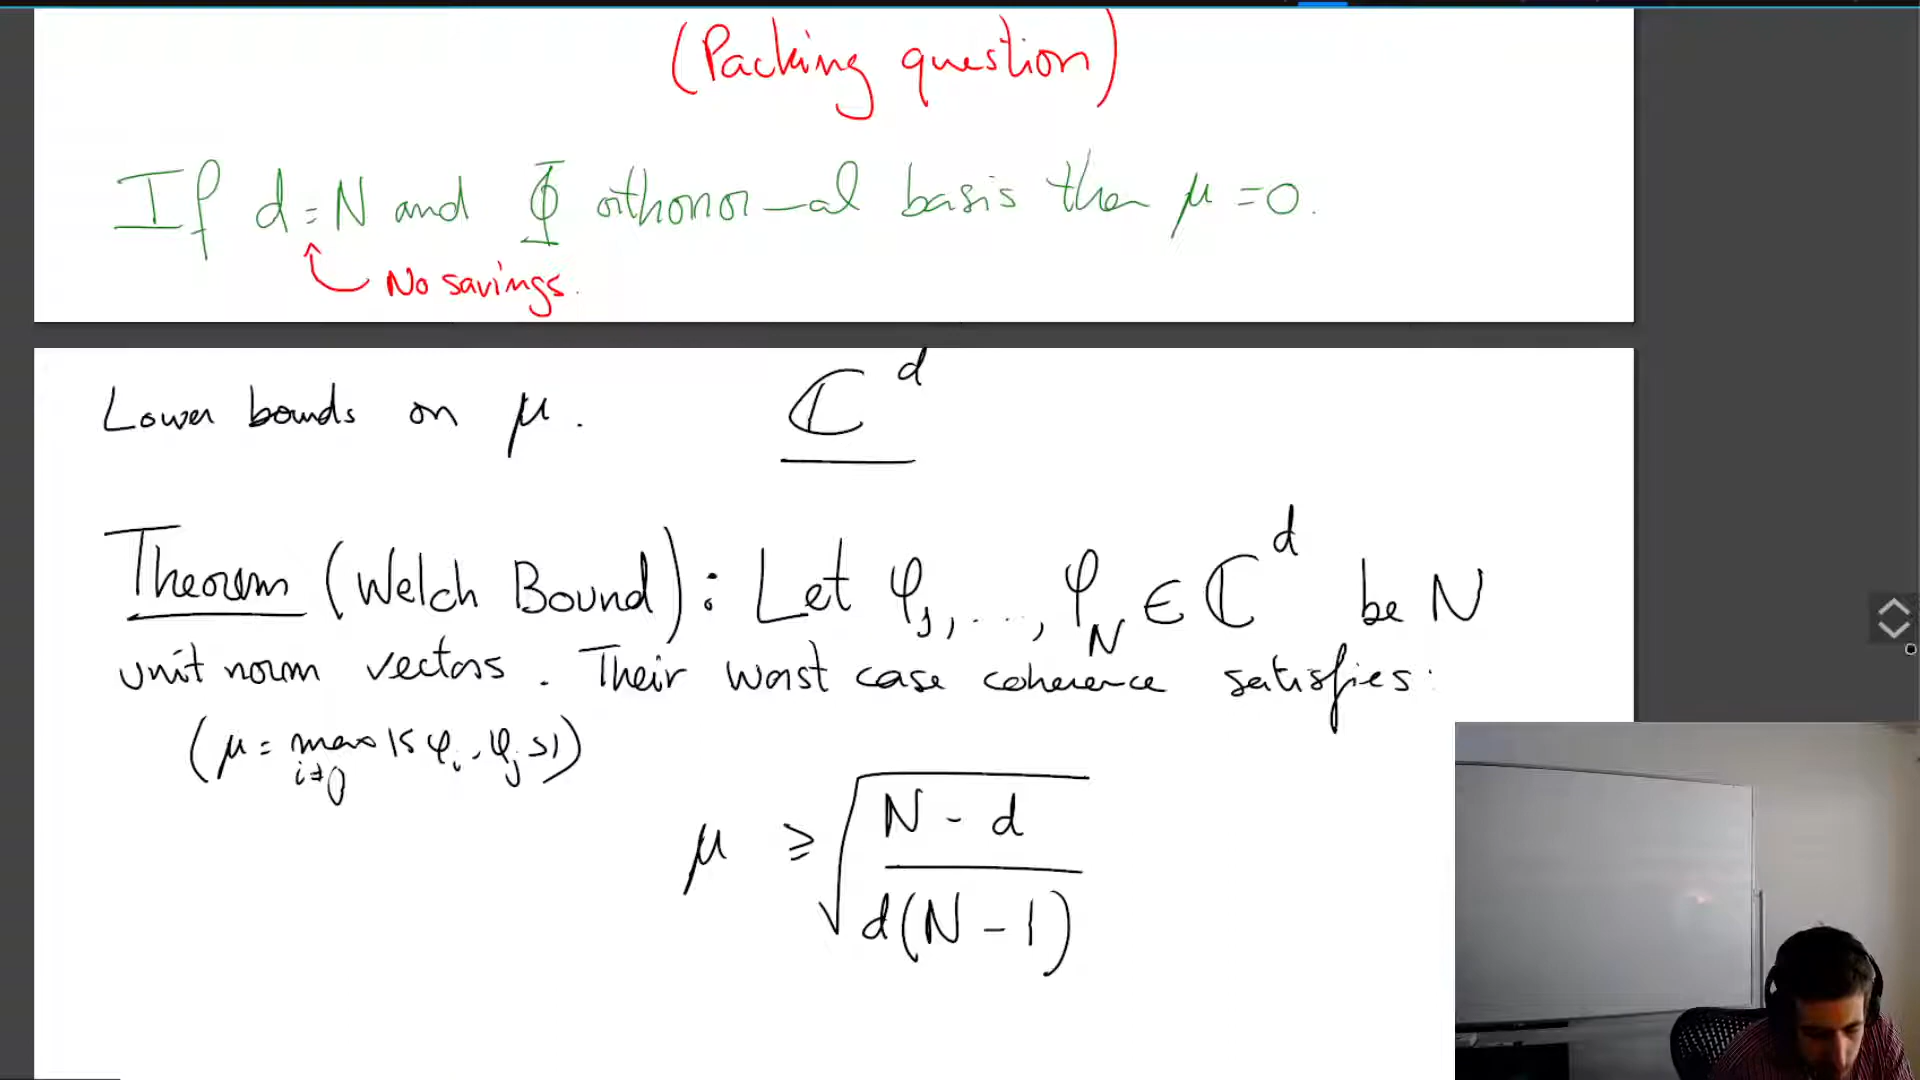 (Packing question)
If d=N and Φ orthonormal basis then μ=0.
No savings.
Lower bounds on μ. ℂ^d
Theorem (Welch Bound): Let φ_1, ..., φ_N ∈ ℂ^d be N
unit norm vectors. Their worst case coherence satisfies:
(μ = max_{i≠j} |<φ_i, φ_j>|)
μ ≥ √((N-d)/(d(N-1)))